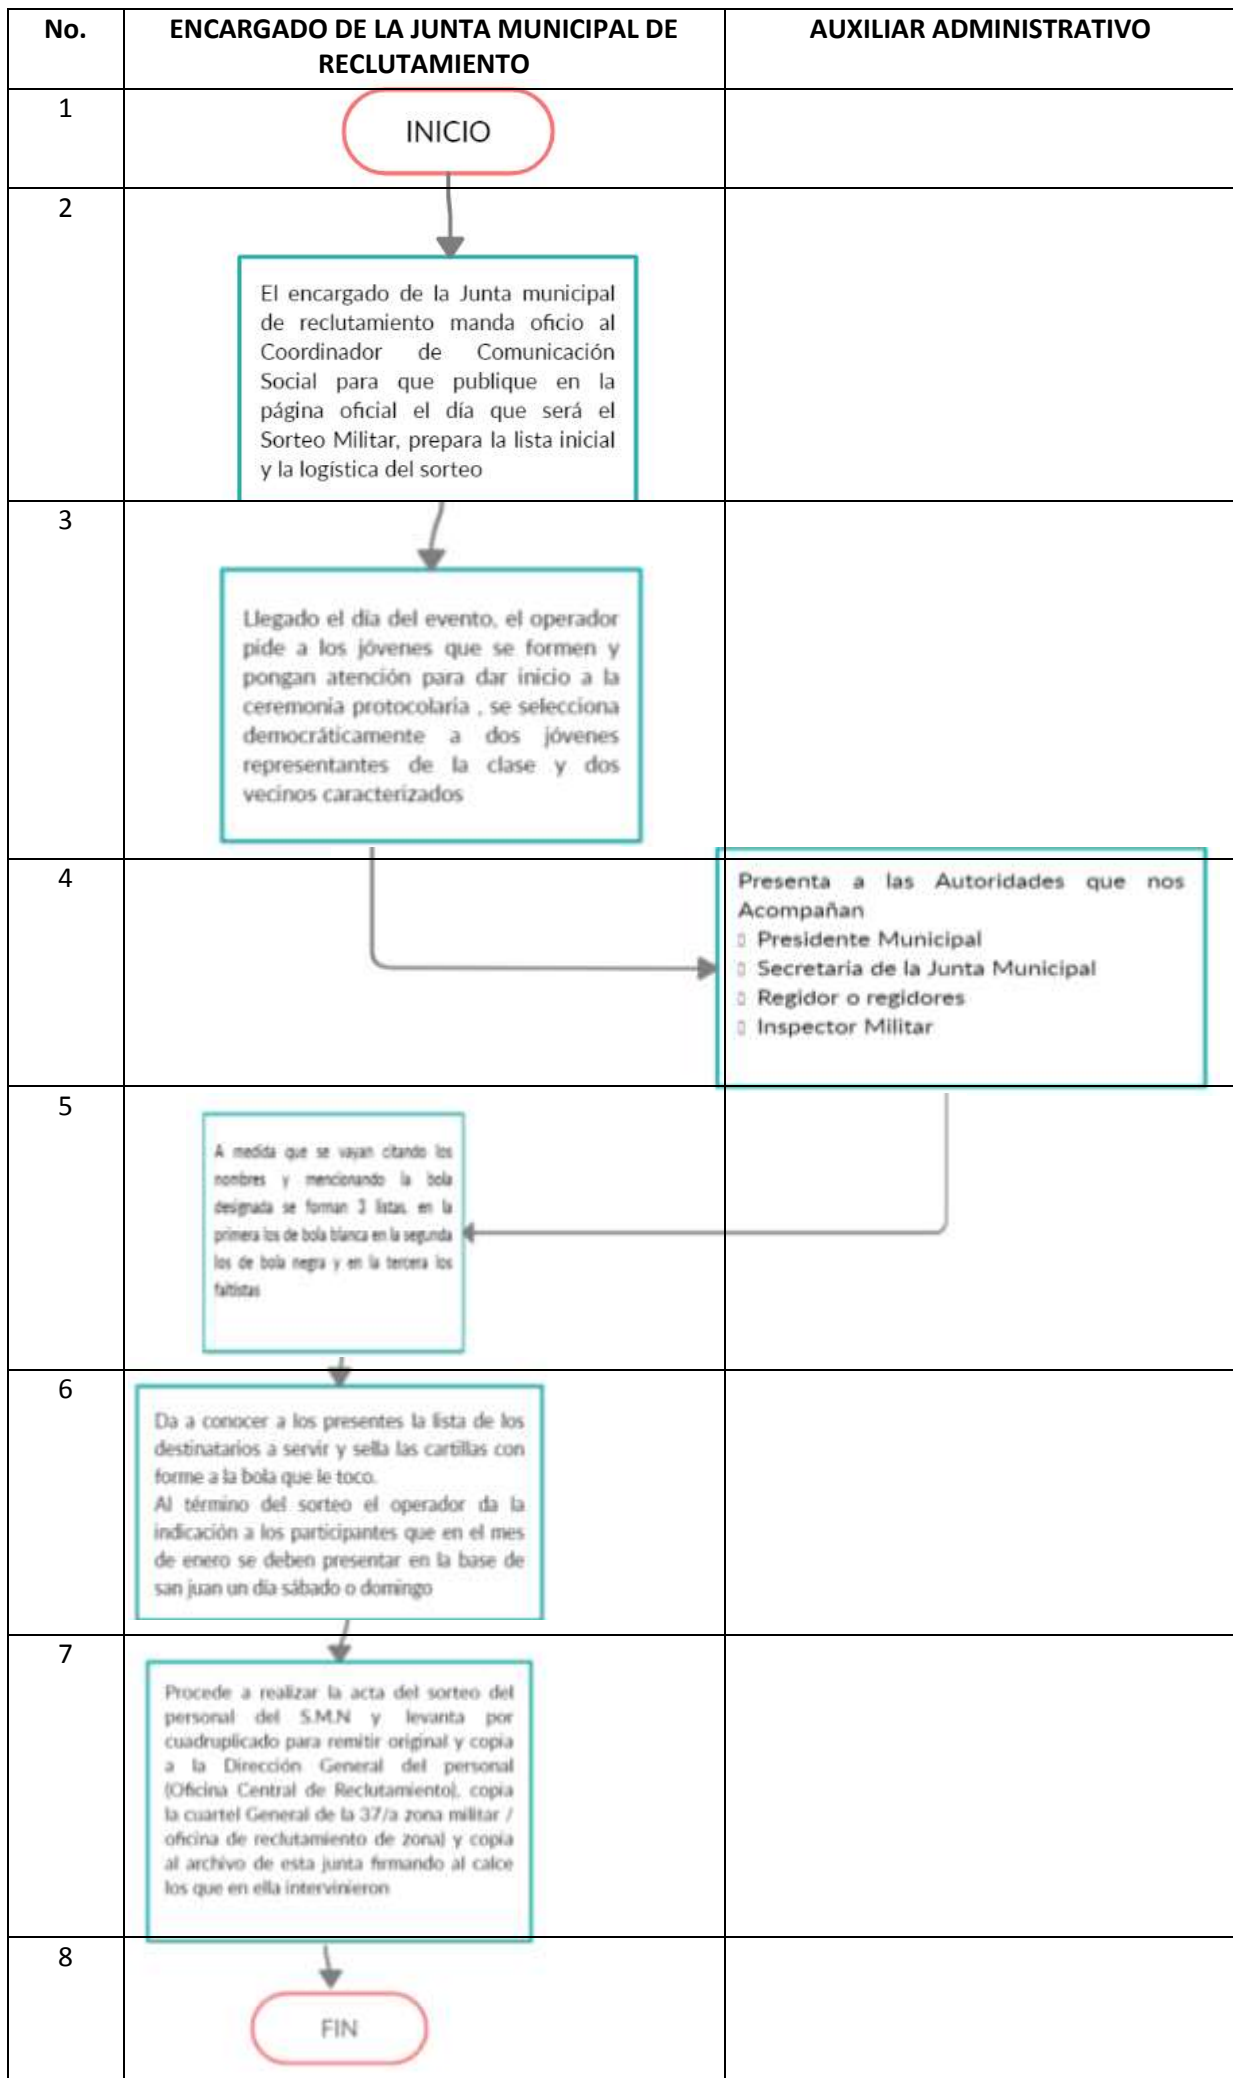 No.
ENCARGADO DE LA JUNTA MUNICIPAL DE
RECLUTAMIENTO
AUXILIAR ADMINISTRATIVO
1
INICIO
2
El encargado de la Junta municipal
de reclutamiento manda oficio al
Coordinador de Comunicación
Social para que publique en la
página oficial el día que será el
Sorteo Militar, prepara la lista inicial
y la logística del sorteo
3
Llegado el día del evento, el operador
pide a los jóvenes que se formen y
pongan atención para dar inicio a la
ceremonia protocolaria , se selecciona
democráticamente a dos jóvenes
representantes de la clase y dos
vecinos caracterizados
4
Presenta a las Autoridades que nos
Acompañan
Presidente Municipal
Secretaria de la Junta Municipal
Regidor o regidores
Inspector Militar
5
A medida que se vayan citando los
nombres y mencionando la bola
designada se forman 3 listas, en la
primera los de bola blanca en la segunda
los de bola negra y en la tercera los
faltistas
6
Da a conocer a los presentes la lista de los
destinatarios a servir y sella las cartillas con
forme a la bola que le toco.
Al término del sorteo el operador da la
indicación a los participantes que en el mes
de enero se deben presentar en la base de
san juan un día sábado o domingo
7
Procede a realizar la acta del sorteo del
personal del S.M.N y levanta por
cuadruplicado para remitir original y copia
a la Dirección General del personal
(Oficina Central de Reclutamiento), copia
la cuartel General de la 37/a zona militar /
oficina de reclutamiento de zona) y copia
al archivo de esta junta firmando al calce
los que en ella intervinieron
8
FIN